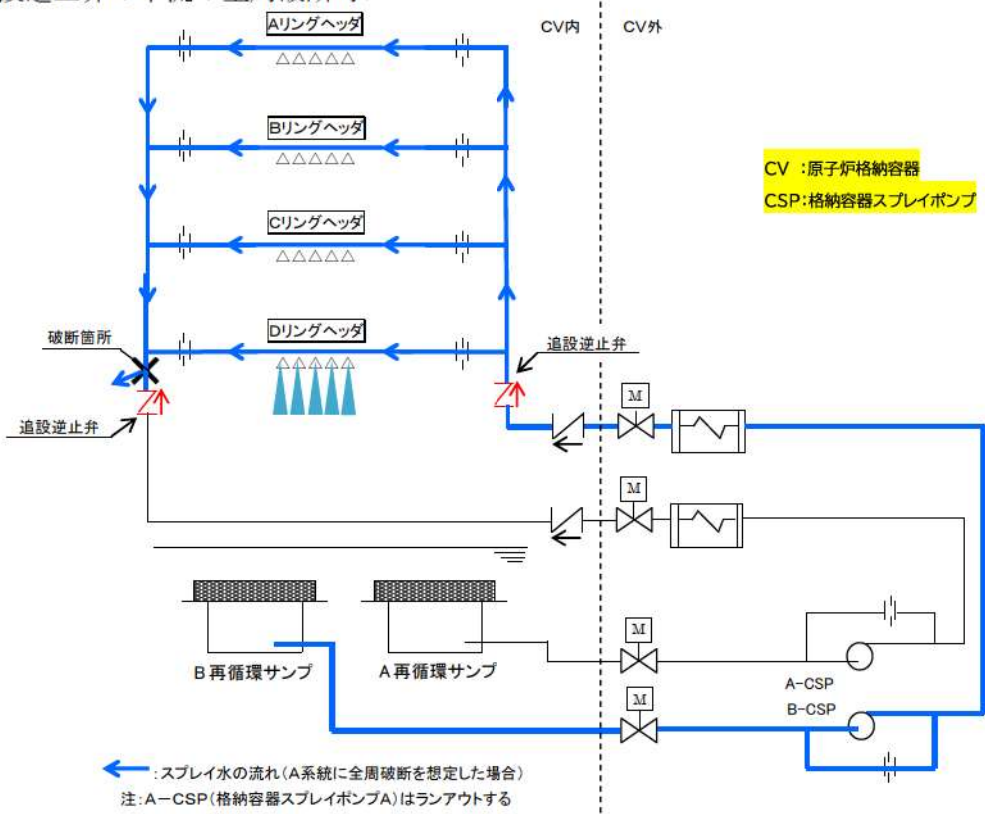 Aリングヘッダ
CV内
CV外
Bリングヘッダ
CV :原子炉格納容器
CSP:格納容器スプレイポンプ
Cリングヘッダ
Dリングヘッダ
破断箇所
追設逆止弁
追設逆止弁
M
M
M
M
B再循環サンプ
A再循環サンプ
A-CSP
B-CSP
:スプレイ水の流れ(A系統に全周破断を想定した場合)
注:A-CSP(格納容器スプレイポンプA)はランアウトする